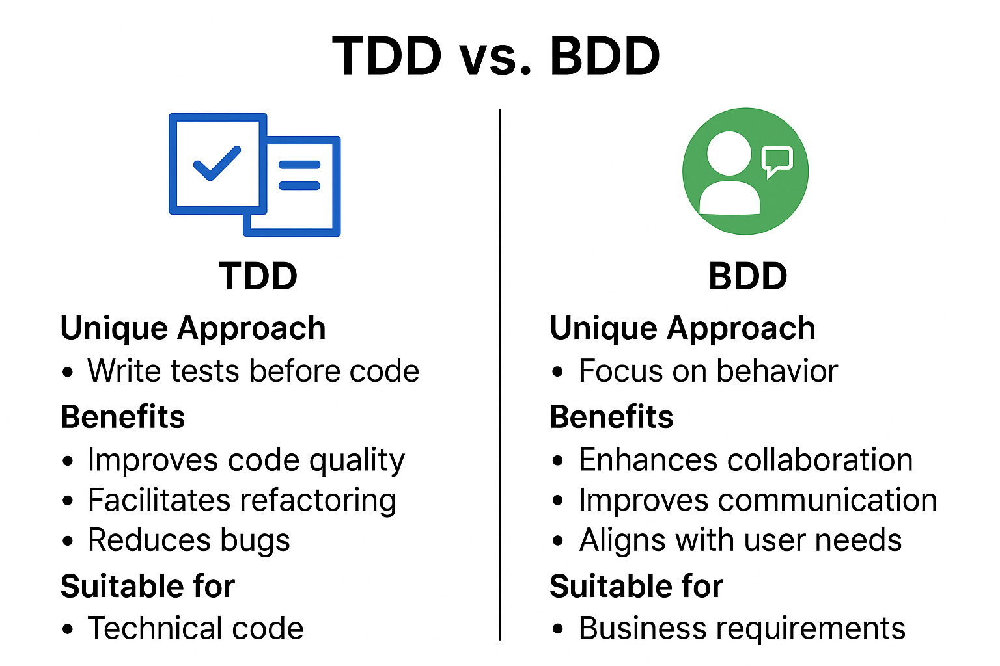 TDD vs. BDD
TDD
Unique Approach
• Write tests before code
Benefits
• Improves code quality
• Facilitates refactoring
• Reduces bugs
Suitable for
• Technical code
BDD
Unique Approach
• Focus on behavior
Benefits
• Enhances collaboration
• Improves communication
• Aligns with user needs
Suitable for
• Business requirements